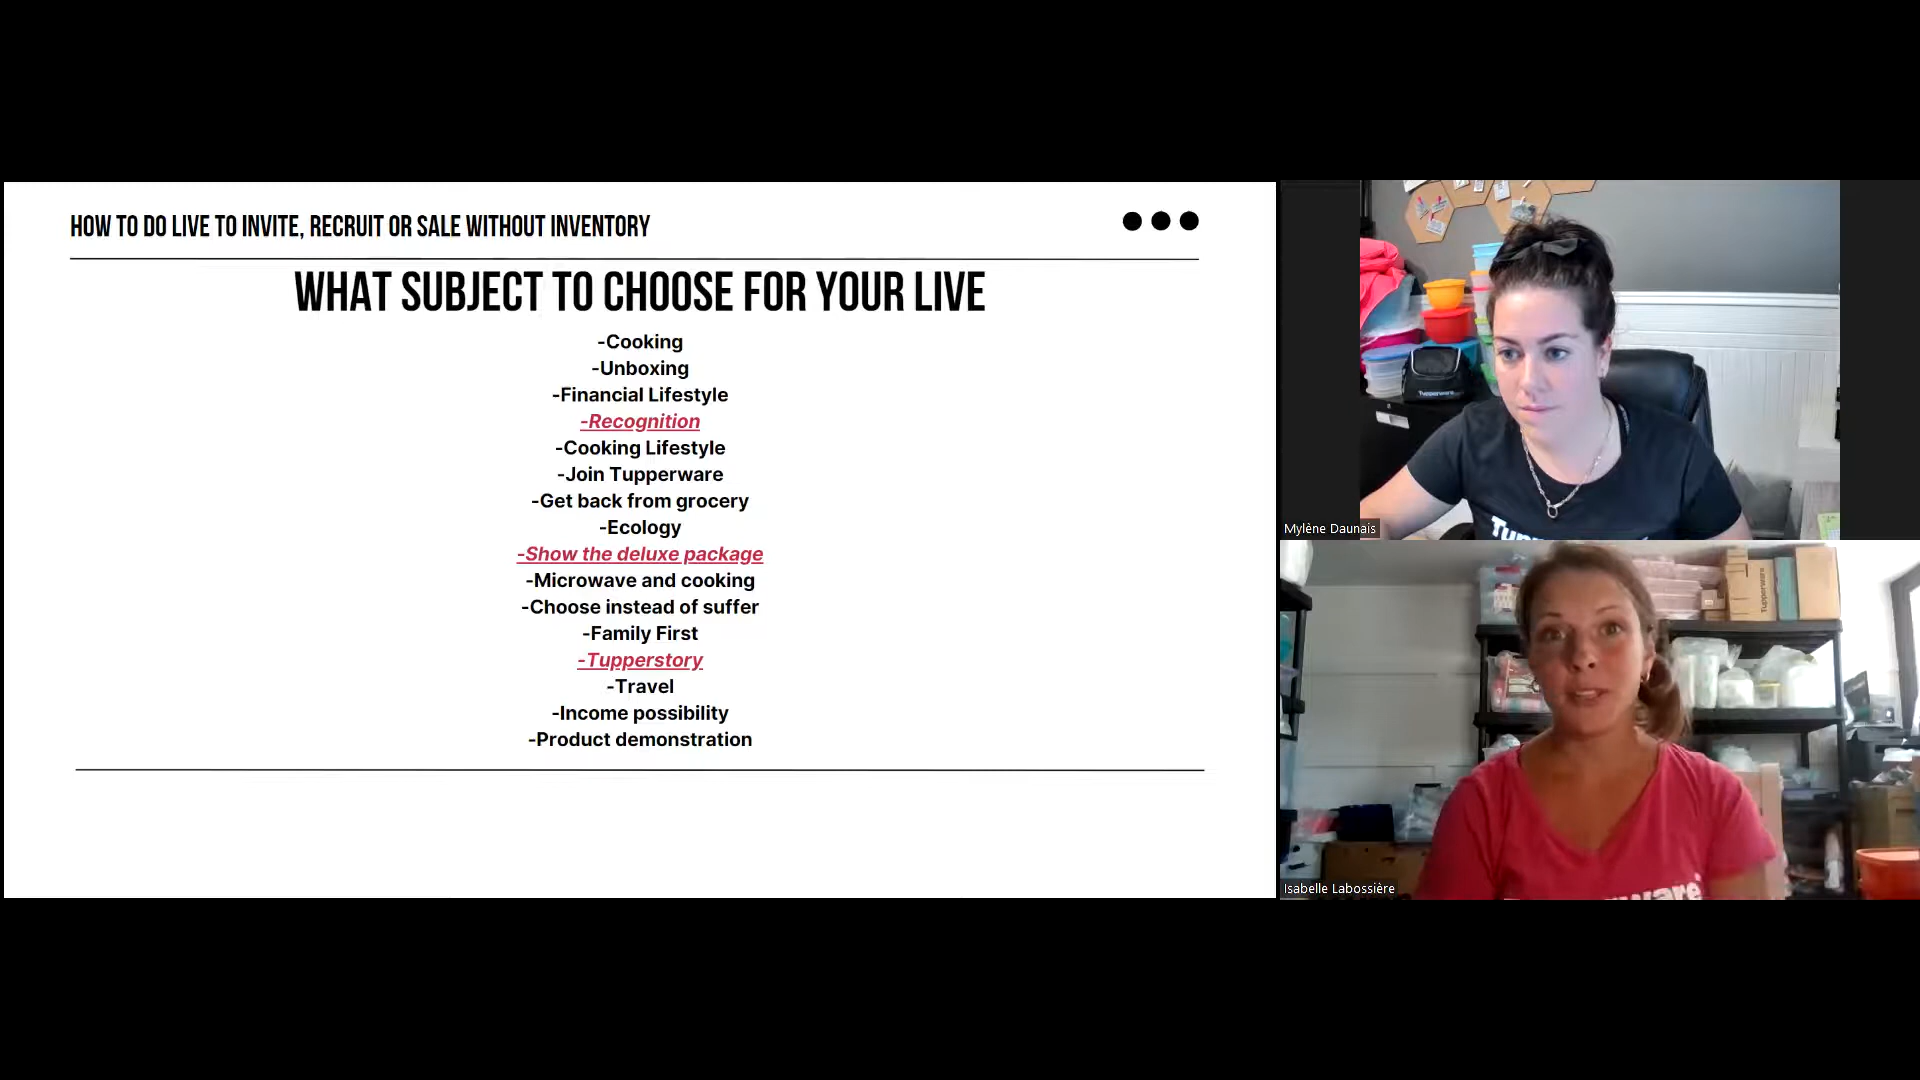 HOW TO DO LIVE TO INVITE, RECRUIT OR SALE WITHOUT INVENTORY
WHAT SUBJECT TO CHOOSE FOR YOUR LIVE
-Cooking
-Unboxing
-Financial Lifestyle
-Recognition
-Cooking Lifestyle
-Join Tupperware
-Get back from grocery
-Ecology
-Show the deluxe package
-Microwave and cooking
-Choose instead of suffer
-Family First
-Tupperstory
-Travel
-Income possibility
-Product demonstration
Tupperware
Mylène Daunais
Tupperware
Isabelle Labossière